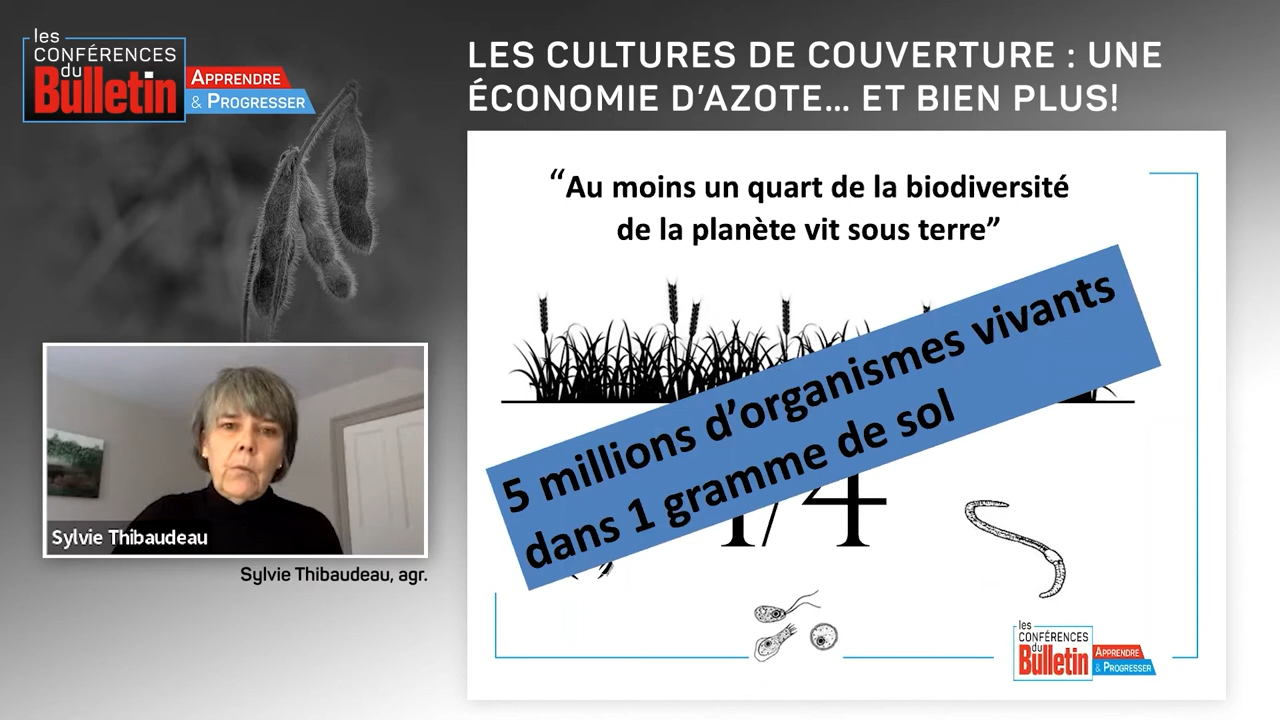 les
CONFÉRENCES
du
Bulletin
APPRENDRE
& PROGRESSER
LES CULTURES DE COUVERTURE : UNE
ÉCONOMIE D'AZOTE... ET BIEN PLUS!
“Au moins un quart de la biodiversité
de la planète vit sous terre”
5 millions d'organismes vivants
dans 1 gramme de sol
1/4
Sylvie Thibaudeau
Sylvie Thibaudeau, agr.
les
CONFÉRENCES
du
Bulletin
APPRENDRE
& PROGRESSER